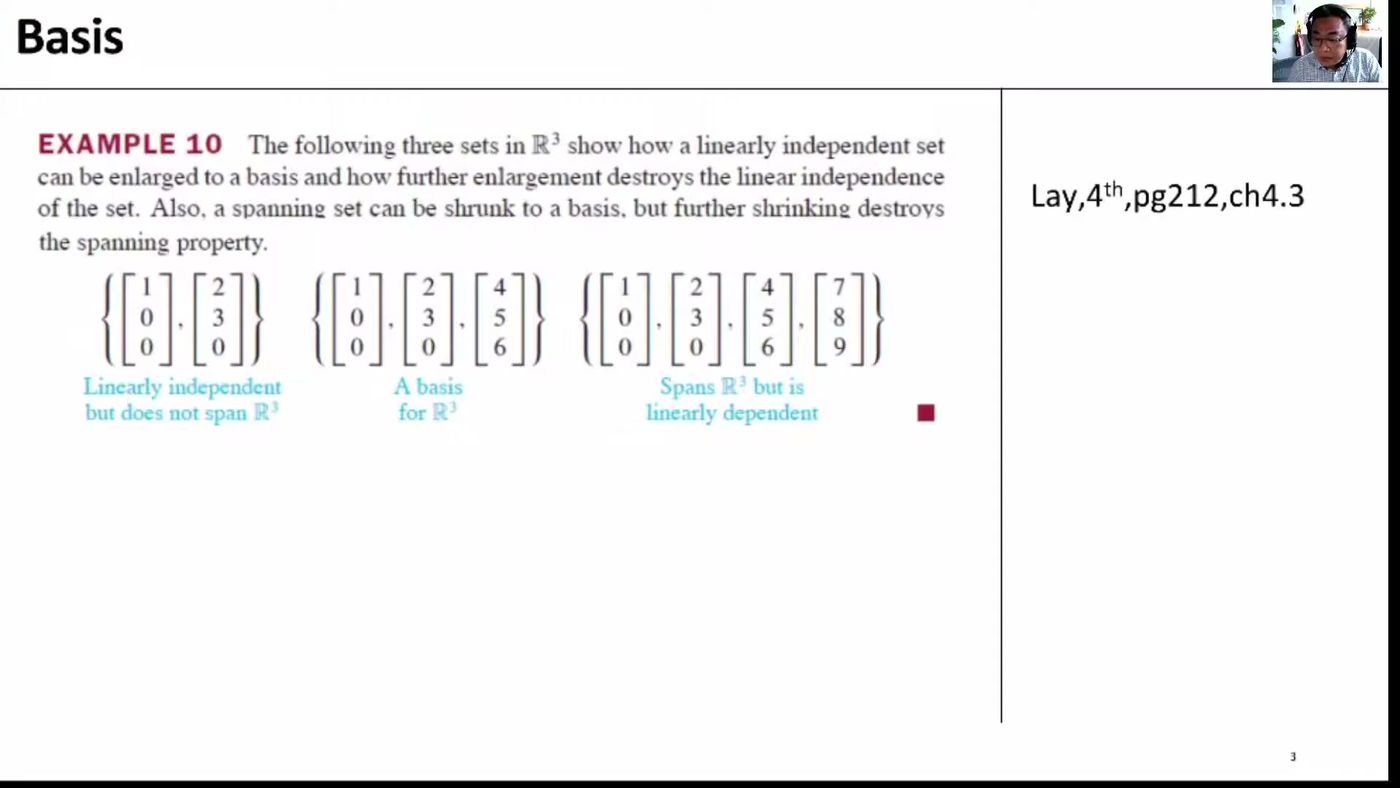 Basis
EXAMPLE 10 The following three sets in ℝ³ show how a linearly independent set
can be enlarged to a basis and how further enlargement destroys the linear independence
of the set. Also, a spanning set can be shrunk to a basis, but further shrinking destroys
the spanning property.
{[1 0 0], [2 3 0]} {[1 0 0], [2 3 0], [4 5 6]} {[1 0 0], [2 3 0], [4 5 6], [7 8 9]}
Linearly independent A basis Spans ℝ³ but is
but does not span ℝ³ for ℝ³ linearly dependent
Lay,4th,pg212,ch4.3
3